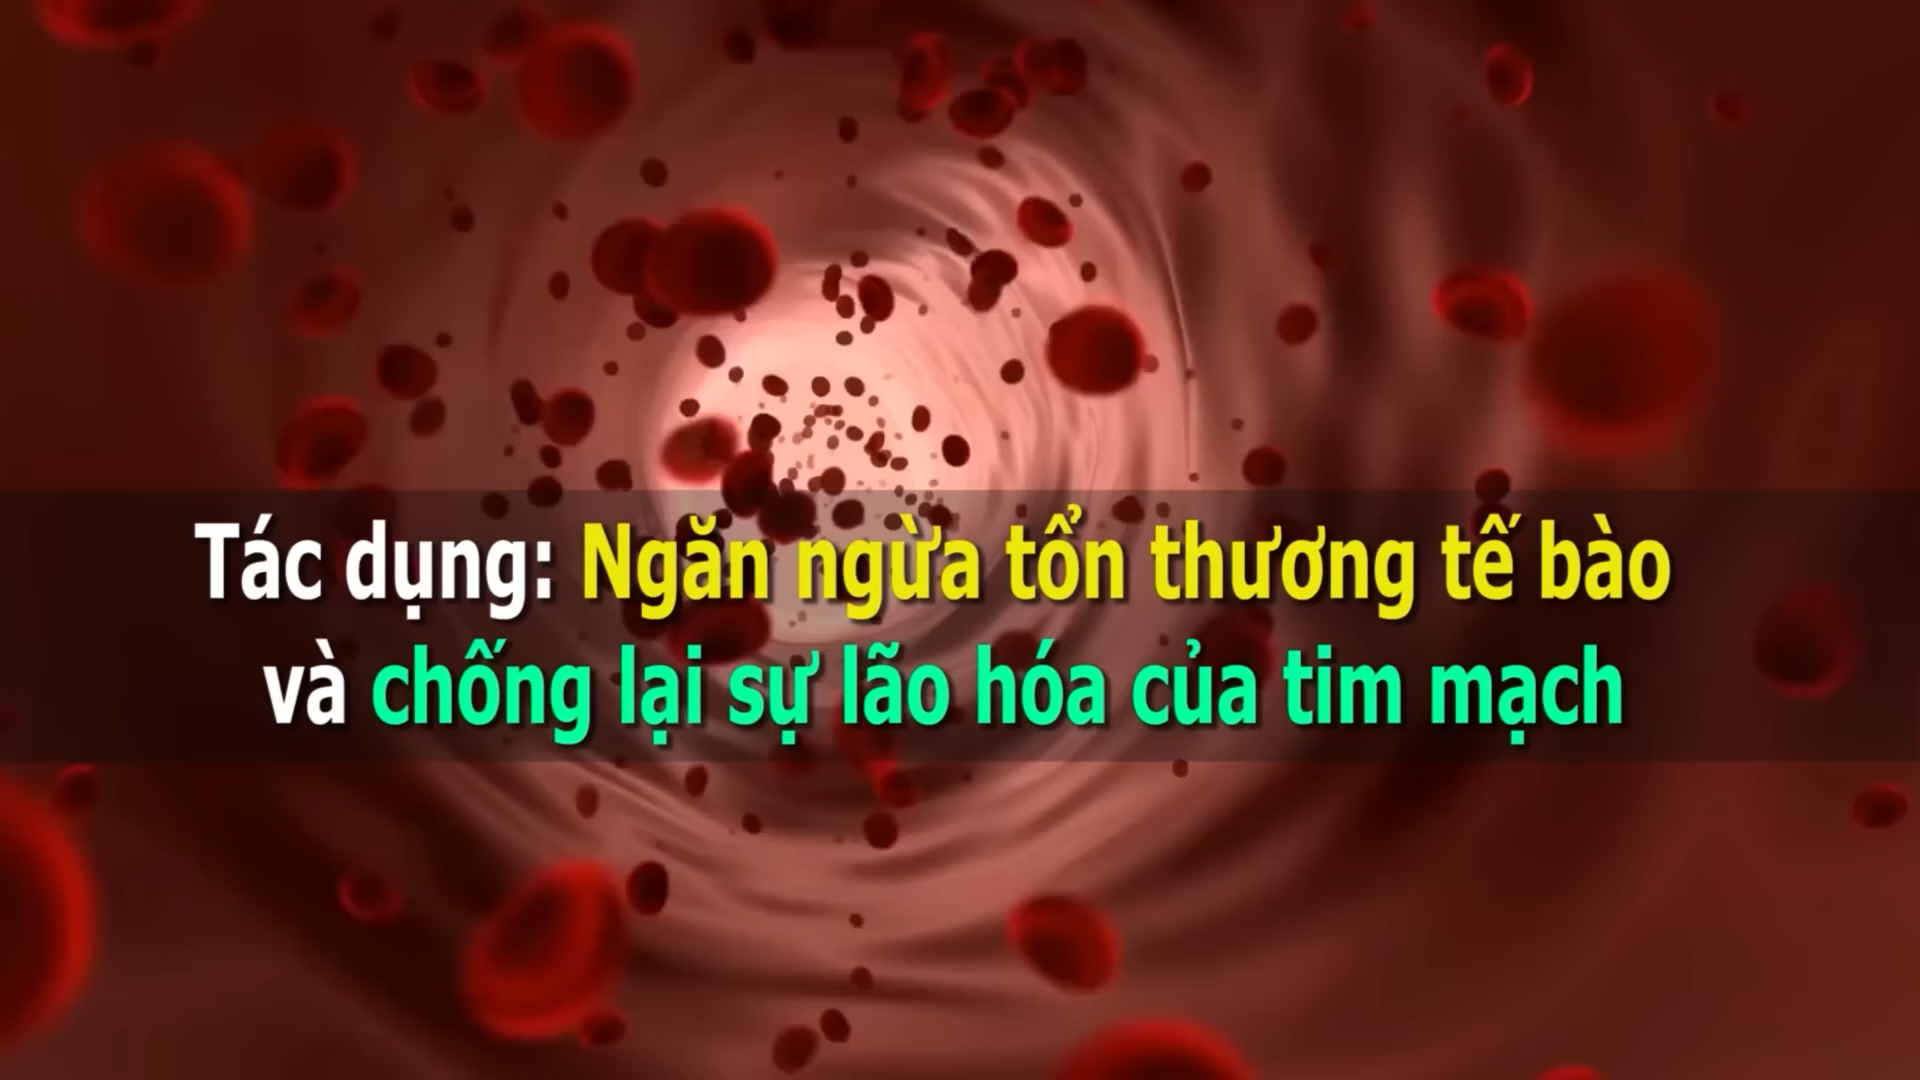 Tác dụng: Ngăn ngừa tổn thương tế bào
và chống lại sự lão hóa của tim mạch